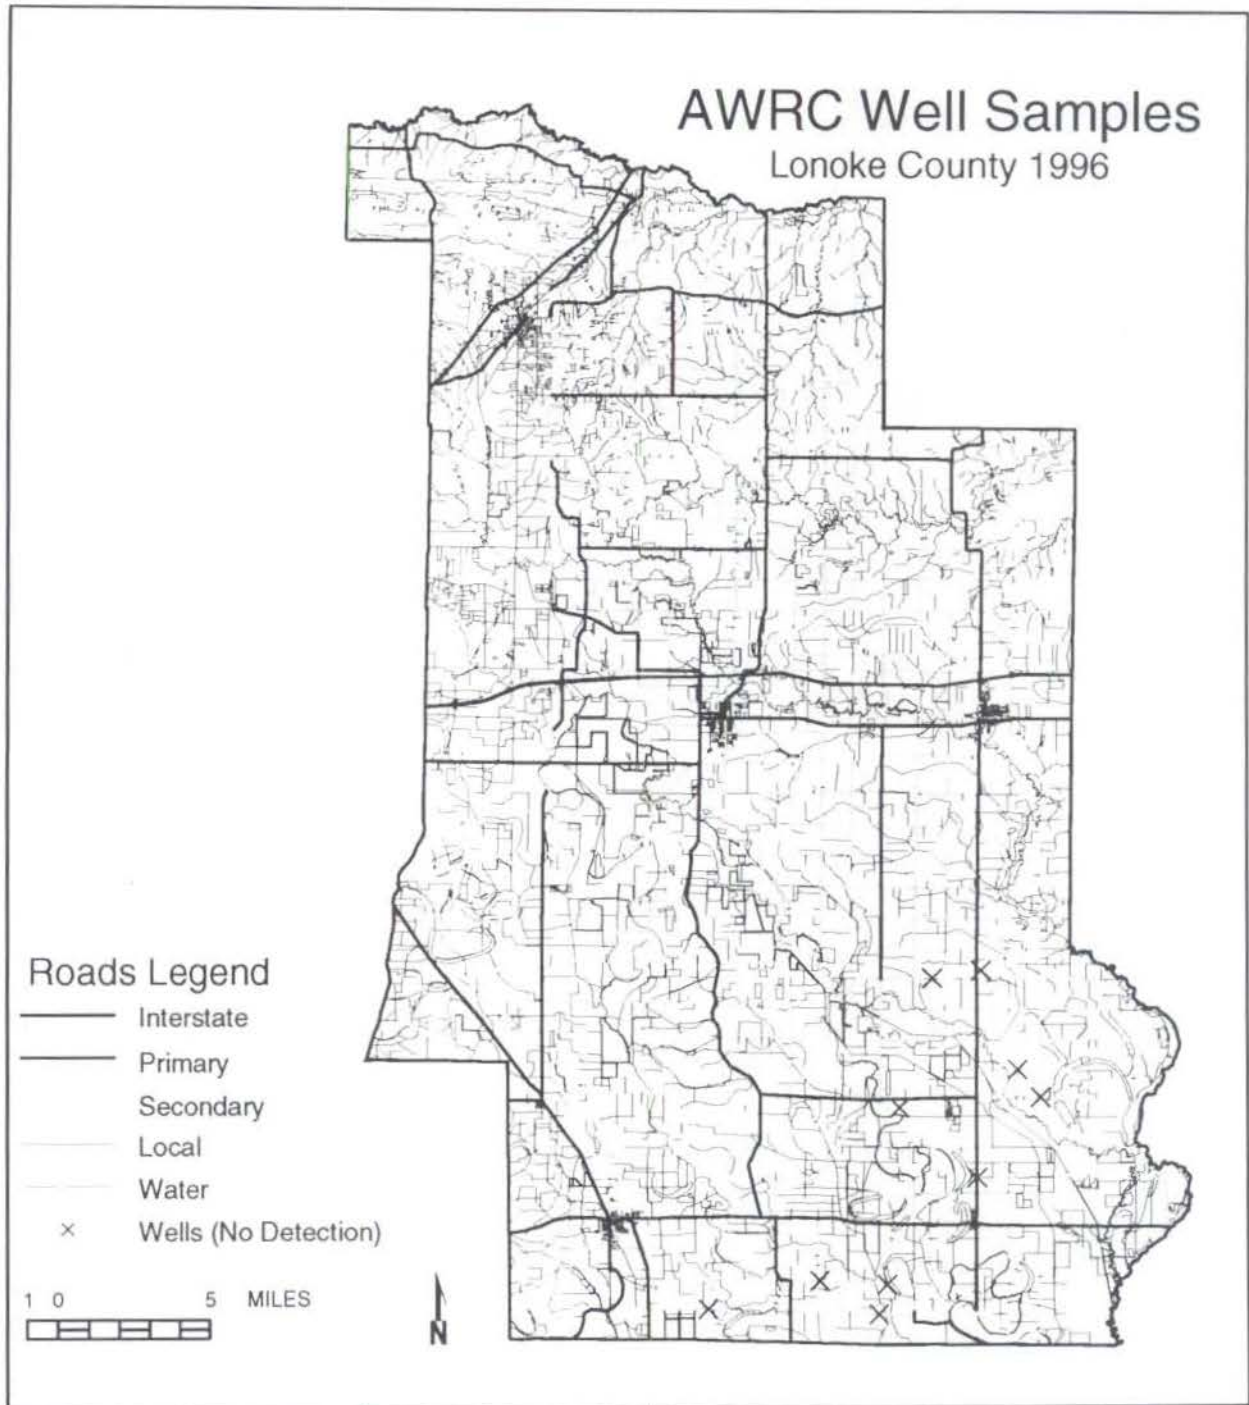 AWRC Well Samples
Lonoke County 1996
Roads Legend
Interstate
Primary
Secondary
Local
Water
Wells (No Detection)
1 0 5 MILES
N